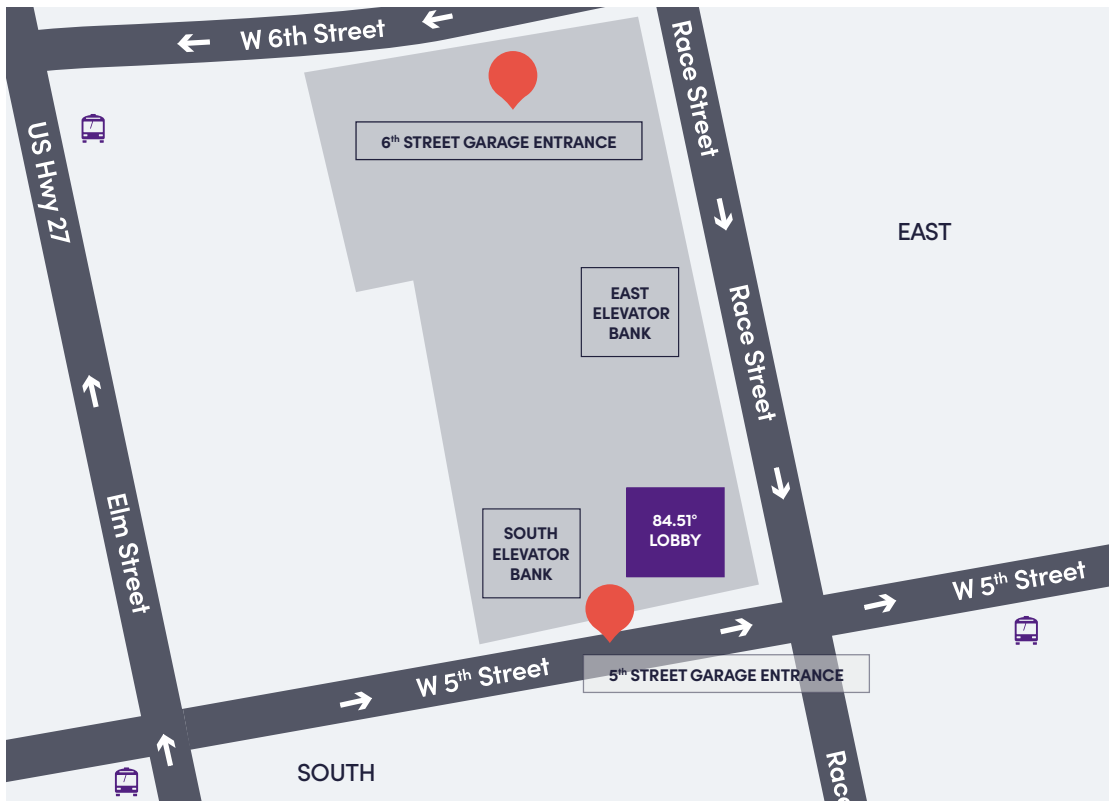 W 6th Street
Race Street
US Hwy 27
6th STREET GARAGE ENTRANCE
EAST
EAST
ELEVATOR
BANK
Race Street
Elm Street
84.51°
LOBBY
SOUTH
ELEVATOR
BANK
W 5th Street
W 5th Street
5th STREET GARAGE ENTRANCE
SOUTH
Race